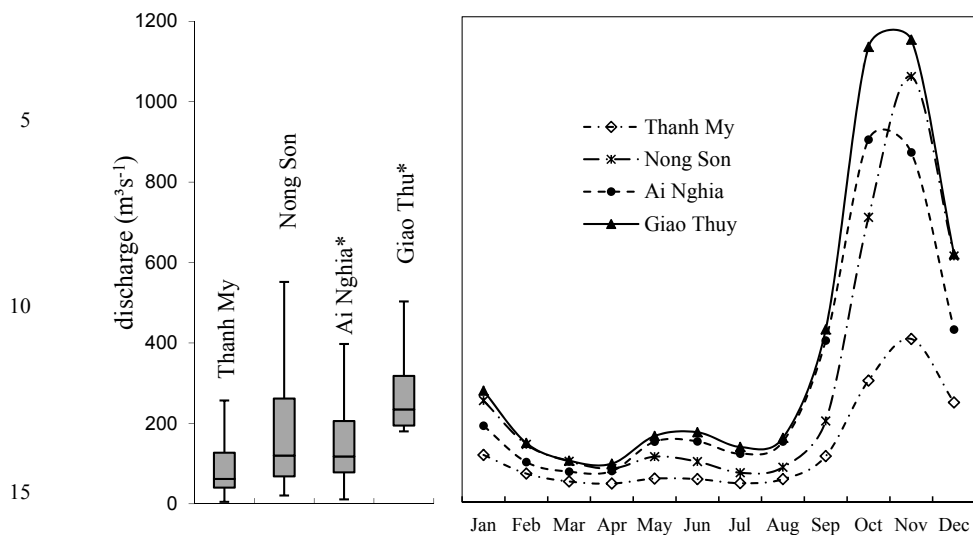 5
10
15
discharge (m³s⁻¹)
1200
1000
800
600
400
200
0
Thanh My
Nong Son
Ai Nghia*
Giao Thu*
Thanh My
Nong Son
Ai Nghia
Giao Thuy
Jan Feb Mar Apr May Jun Jul Aug Sep Oct Nov Dec